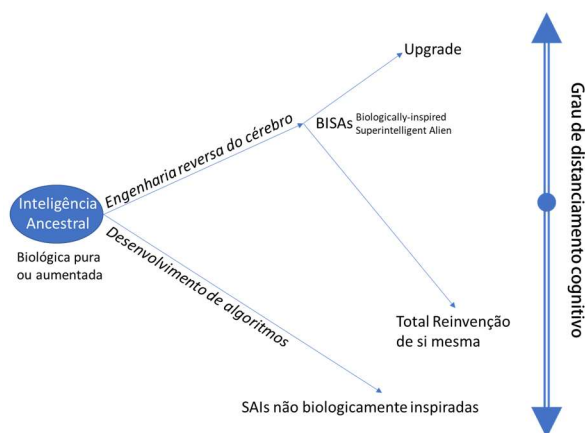 Upgrade
BISAs Biologically-inspired
Superintelligent Alien
Engenharia reversa do cérebro
Inteligência
Ancestral
Biológica pura
ou aumentada
Desenvolvimento de algoritmos
Total Reinvenção
de si mesma
SAIs não biologicamente inspiradas
Grau de distanciamento cognitivo